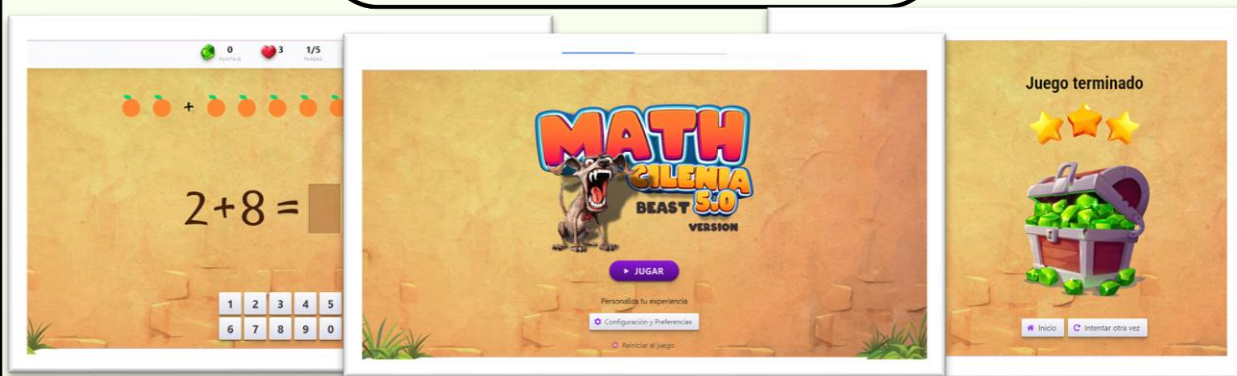 0 3 1/5
PUNTAJE TAREAS
+
2+8 =
1 2 3 4 5
6 7 8 9 0
MATH
CILENIA
BEAST 5.0
VERSION
JUGAR
Personaliza tu experiencia
Configuración y Preferencias
Reiniciar el juego
Juego terminado
Inicio Intentar otra vez